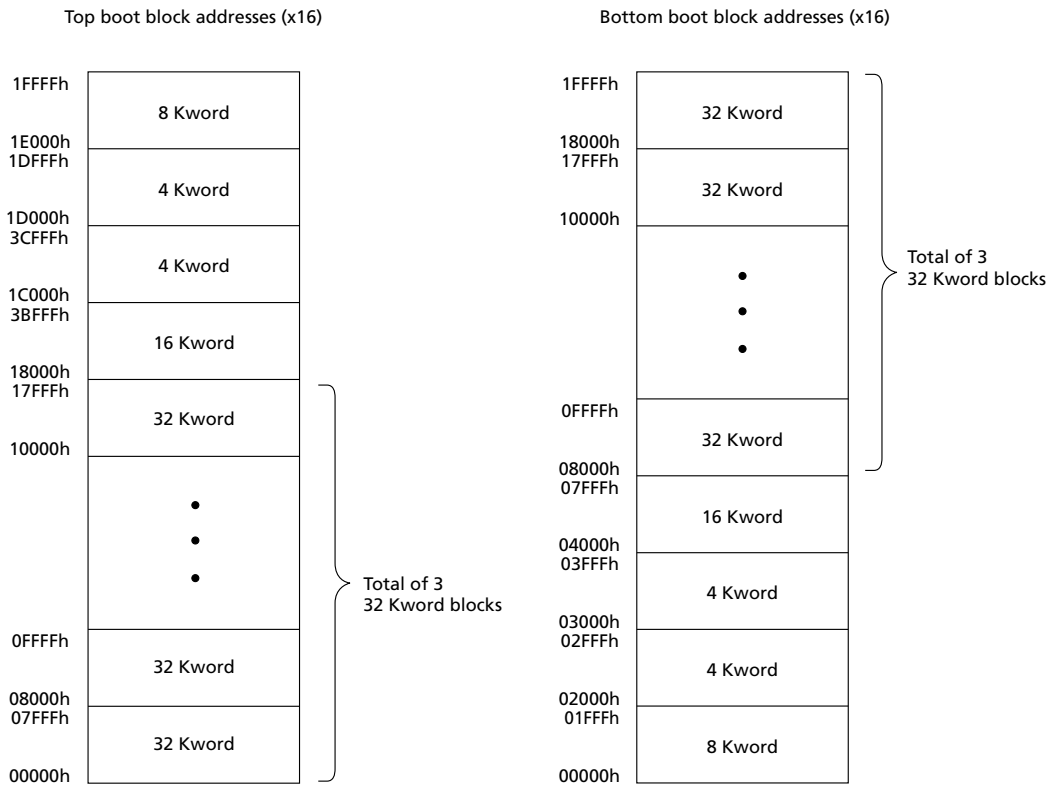 Top boot block addresses (x16)
1FFFFh
8 Kword
1E000h
1DFFFh
4 Kword
1D000h
3CFFFh
4 Kword
1C000h
3BFFFh
16 Kword
18000h
17FFFh
32 Kword
10000h
Total of 3
32 Kword blocks
0FFFFh
32 Kword
08000h
07FFFh
32 Kword
00000h
Bottom boot block addresses (x16)
1FFFFh
32 Kword
18000h
17FFFh
32 Kword
10000h
Total of 3
32 Kword blocks
0FFFFh
32 Kword
08000h
07FFFh
16 Kword
04000h
03FFFh
4 Kword
03000h
02FFFh
4 Kword
02000h
01FFFh
8 Kword
00000h